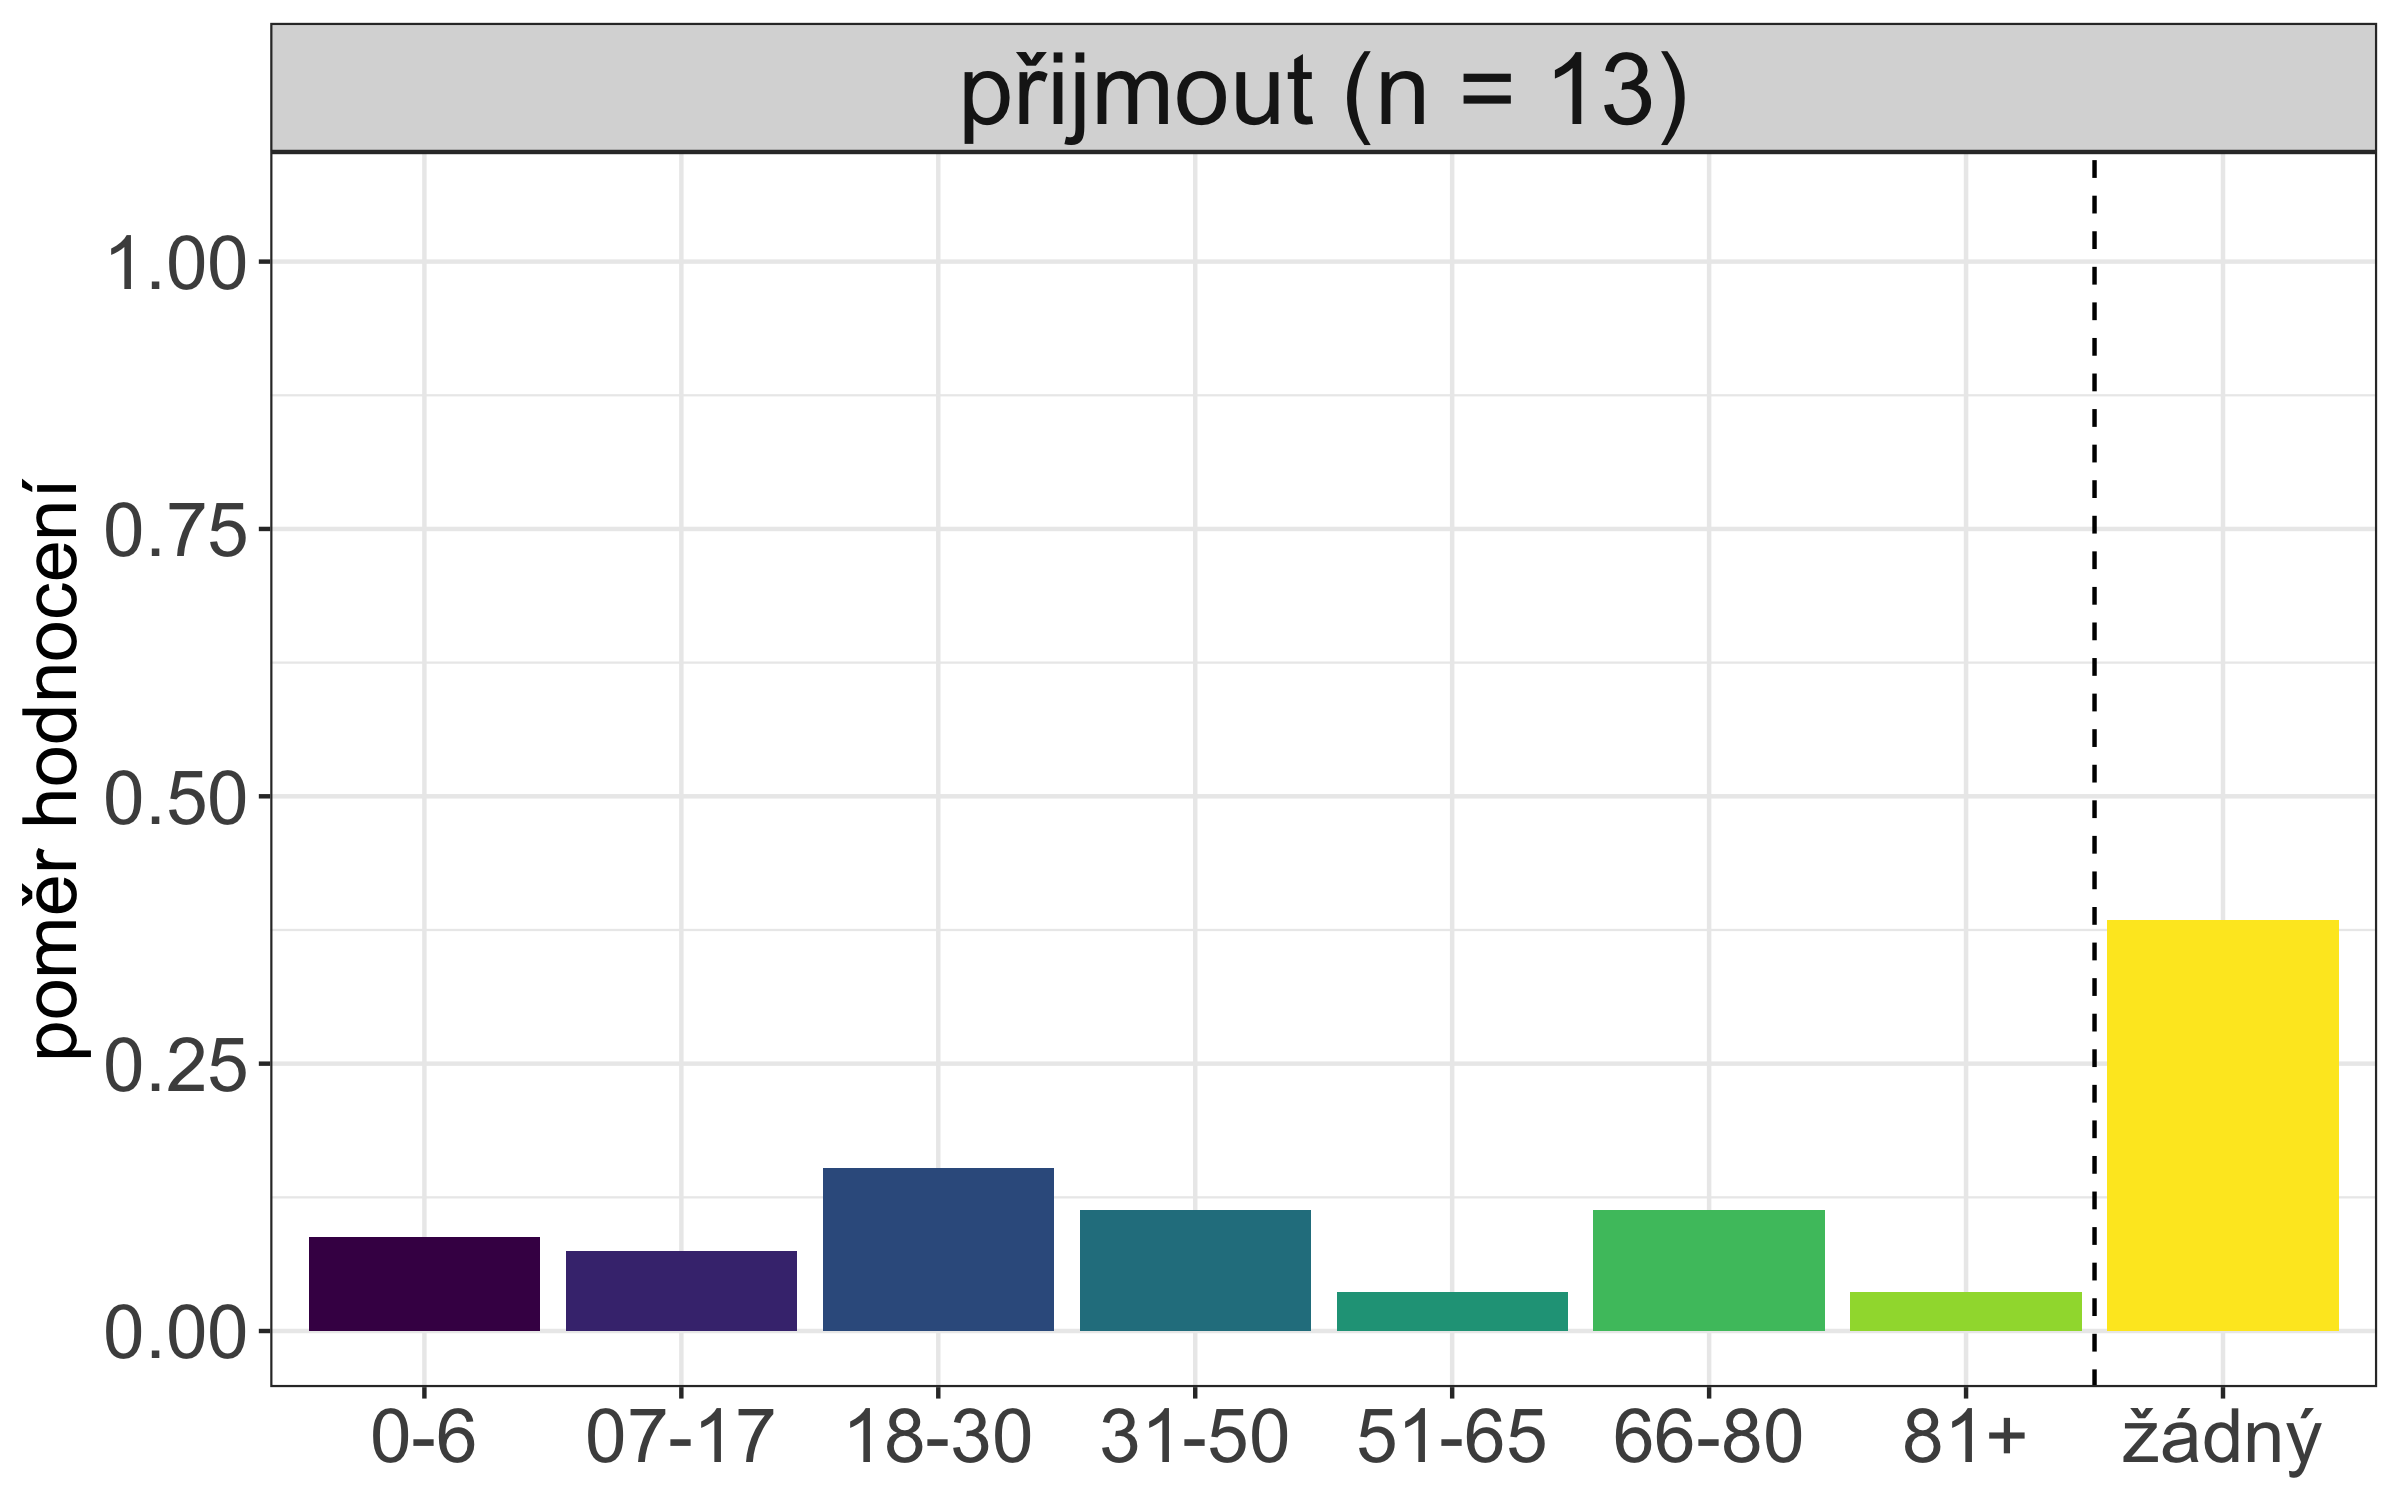 přijmout (n = 13)
poměr hodnocení
1.00
0.75
0.50
0.25
0.00
0-6 07-17 18-30 31-50 51-65 66-80 81+ žádný